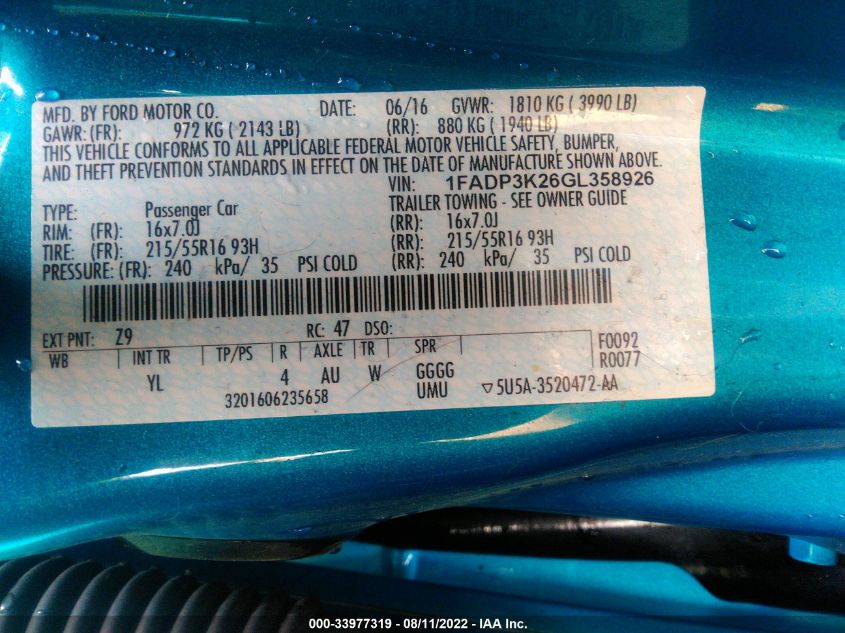 MFD. BY FORD MOTOR CO. DATE: 06/16 GVWR: 1810 KG ( 3990 LB)
GAWR: (FR): 972 KG ( 2143 LB) (RR): 880 KG ( 1940 LB)
THIS VEHICLE CONFORMS TO ALL APPLICABLE FEDERAL MOTOR VEHICLE SAFETY, BUMPER,
AND THEFT PREVENTION STANDARDS IN EFFECT ON THE DATE OF MANUFACTURE SHOWN ABOVE.
VIN: 1FADP3K26GL358926
TYPE: Passenger Car TRAILER TOWING - SEE OWNER GUIDE
RIM: (FR): 16x7.0J (RR): 16x7.0J
TIRE: (FR): 215/55R16 93H (RR): 215/55R16 93H
PRESSURE: (FR): 240 kPa/ 35 PSI COLD (RR): 240 kPa/ 35 PSI COLD
EXT PNT: Z9 RC: 47 DSO:
WB INT TR TP/PS R AXLE TR SPR F0092
R0077
YL 4 AU W GGGG
3201606235658 UMU ▽5U5A-3520472-AA
000-33977319 - 08/11/2022 - IAA Inc.